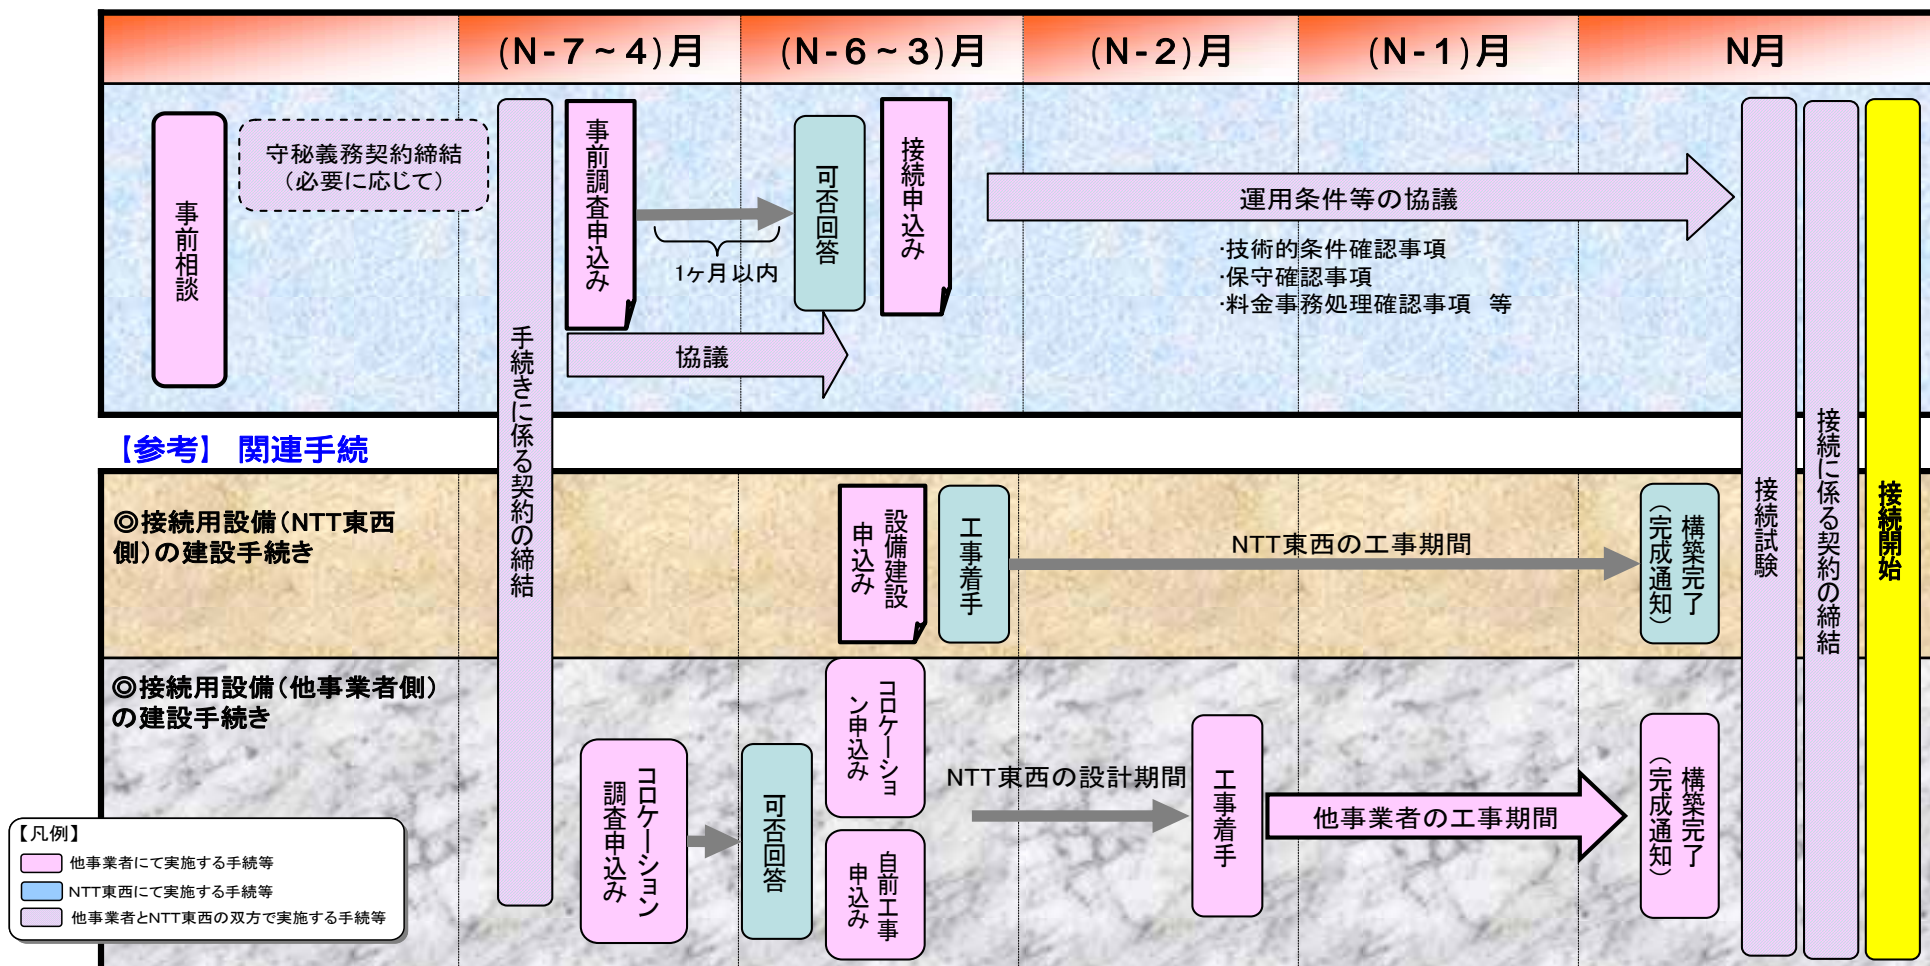 (N-7～4)月
(N-6～3)月
(N-2)月
(N-1)月
N月
事前相談
守秘義務契約締結
（必要に応じて）
手続きに係る契約の締結
事前調査申込み
1ヶ月以内
協議
可否回答
接続申込み
運用条件等の協議
･技術的条件確認事項
･保守確認事項
･料金事務処理確認事項　等
接続試験
接続に係る契約の締結
接続開始
【参考】 関連手続
◎接続用設備（NTT東西
側）の建設手続き
設備建設
申込み
工事着手
NTT東西の工事期間
構築完了
（完成通知）
◎接続用設備（他事業者側）
の建設手続き
コロケーション
調査申込み
可否回答
コロケーショ
ン申込み
自前工事
申込み
NTT東西の設計期間
工事着手
他事業者の工事期間
構築完了
（完成通知）
【凡例】
他事業者にて実施する手続等
NTT東西にて実施する手続等
他事業者とNTT東西の双方で実施する手続等